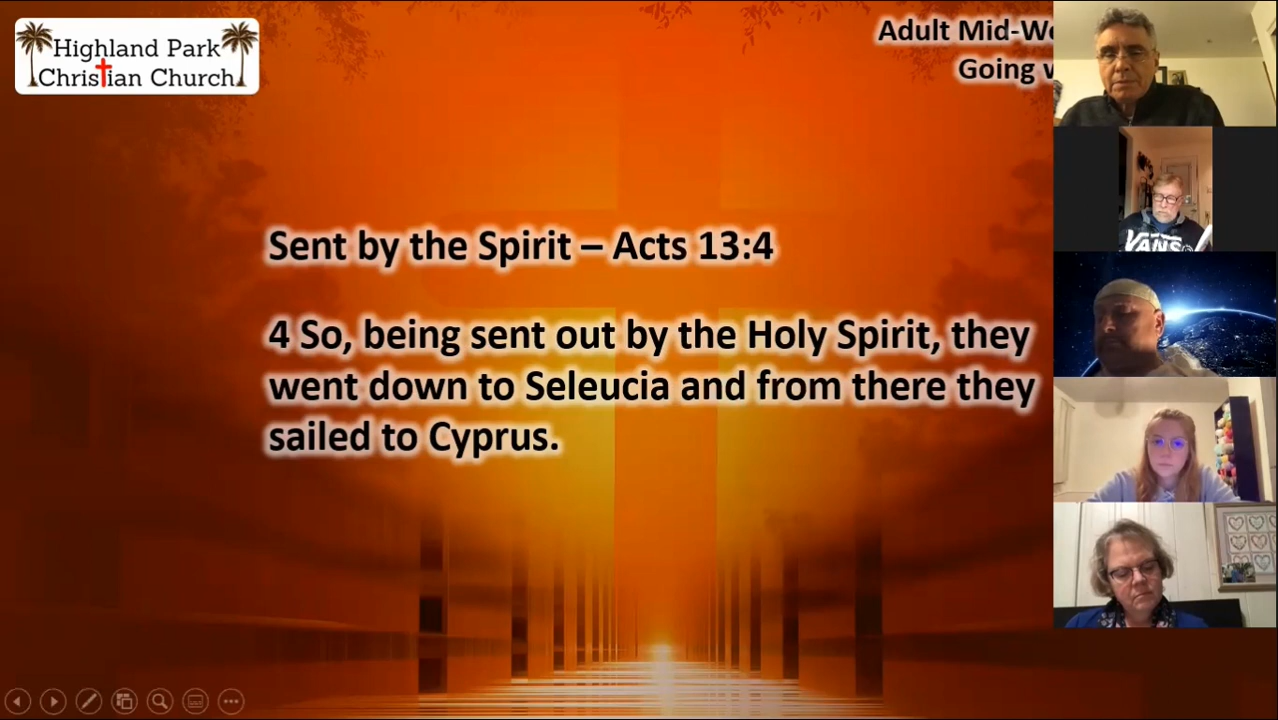 Highland Park
Christian Church
Adult Mid-We
Going
Sent by the Spirit – Acts 13:4
4 So, being sent out by the Holy Spirit, they
went down to Seleucia and from there they
sailed to Cyprus.
VANS